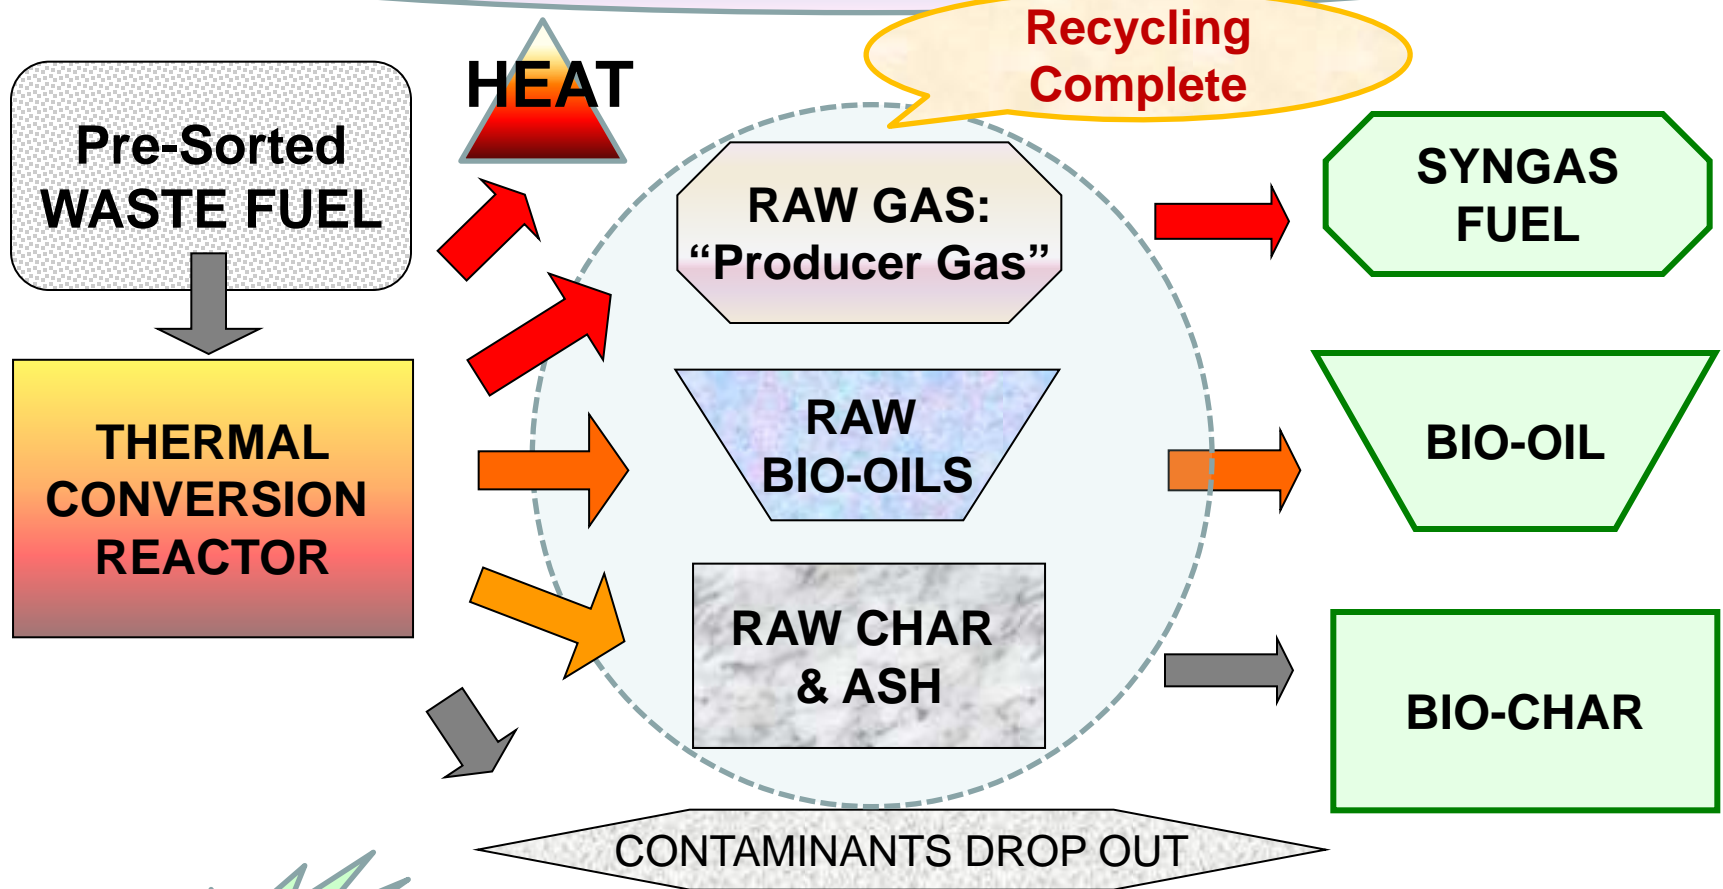 Recycling
Complete
HEAT
Pre-Sorted
WASTE FUEL
RAW GAS:
“Producer Gas”
SYNGAS
FUEL
THERMAL
CONVERSION
REACTOR
RAW
BIO-OILS
BIO-OIL
RAW CHAR
& ASH
BIO-CHAR
CONTAMINANTS DROP OUT